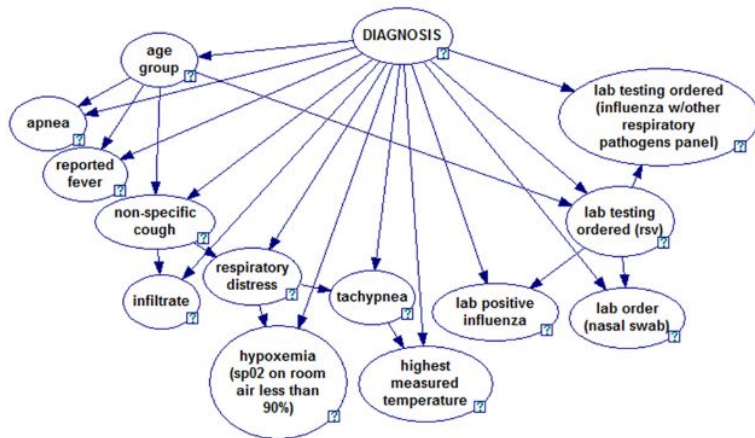 DIAGNOSIS
age
group
lab testing ordered
(influenza w/other
respiratory
pathogens panel)
apnea
reported
fever
non-specific
cough
lab testing
ordered (rsv)
respiratory
distress
infiltrate
tachypnea
lab positive
influenza
lab order
(nasal swab)
hypoxemia
(sp02 on room
air less than
90%)
highest
measured
temperature